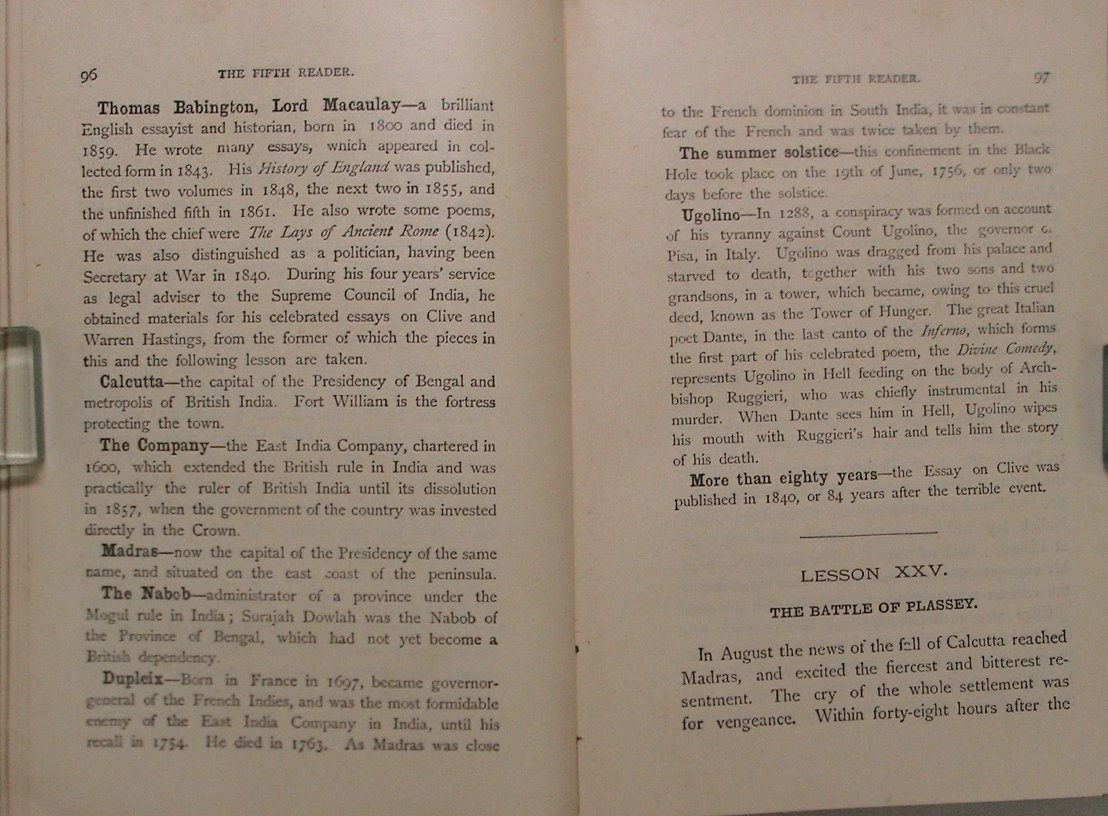 96
THE FIFTH READER.
Thomas Babington, Lord Macaulay—a brilliant
English essayist and historian, born in 1800 and died in
1859. He wrote many essays, which appeared in col-
lected form in 1843. His History of England was published,
the first two volumes in 1848, the next two in 1855, and
the unfinished fifth in 1861. He also wrote some poems,
of which the chief were The Lays of Ancient Rome (1842).
He was also distinguished as a politician, having been
Secretary at War in 1840. During his four years' service
as legal adviser to the Supreme Council of India, he
obtained materials for his celebrated essays on Clive and
Warren Hastings, from the former of which the pieces in
this and the following lesson are taken.
Calcutta—the capital of the Presidency of Bengal and
metropolis of British India. Fort William is the fortress
protecting the town.
The Company—the East India Company, chartered in
1600, which extended the British rule in India and was
practically the ruler of British India until its dissolution
in 1857, when the government of the country was invested
directly in the Crown.
Madras—now the capital of the Presidency of the same
name, and situated on the east coast of the peninsula.
The Nabob—administrator of a province under the
Mogul rule in India; Surajah Dowlah was the Nabob of
the Province of Bengal, which had not yet become a
British dependency.
Dupleix—Born in France in 1697, became governor-
general of the French Indies, and was the most formidable
enemy of the East India Company in India, until his
recall in 1754. He died in 1763. As Madras was close
THE FIFTH READER.
97
to the French dominion in South India, it was in constant
fear of the French and was twice taken by them.
The summer solstice—this confinement in the Black
Hole took place on the 19th of June, 1756, or only two
days before the solstice.
Ugolino—In 1288, a conspiracy was formed on account
of his tyranny against Count Ugolino, the governor o.
Pisa, in Italy. Ugolino was dragged from his palace and
starved to death, together with his two sons and two
grandsons, in a tower, which became, owing to this cruel
deed, known as the Tower of Hunger. The great Italian
poet Dante, in the last canto of the Inferno, which forms
the first part of his celebrated poem, the Divine Comedy,
represents Ugolino in Hell feeding on the body of Arch-
bishop Ruggieri, who was chiefly instrumental in his
murder. When Dante sees him in Hell, Ugolino wipes
his mouth with Ruggieri's hair and tells him the story
of his death.
More than eighty years—the Essay on Clive was
published in 1840, or 84 years after the terrible event.
LESSON XXV.
THE BATTLE OF PLASSEY.
In August the news of the fall of Calcutta reached
Madras, and excited the fiercest and bitterest re-
sentment. The cry of the whole settlement was
for vengeance. Within forty-eight hours after the